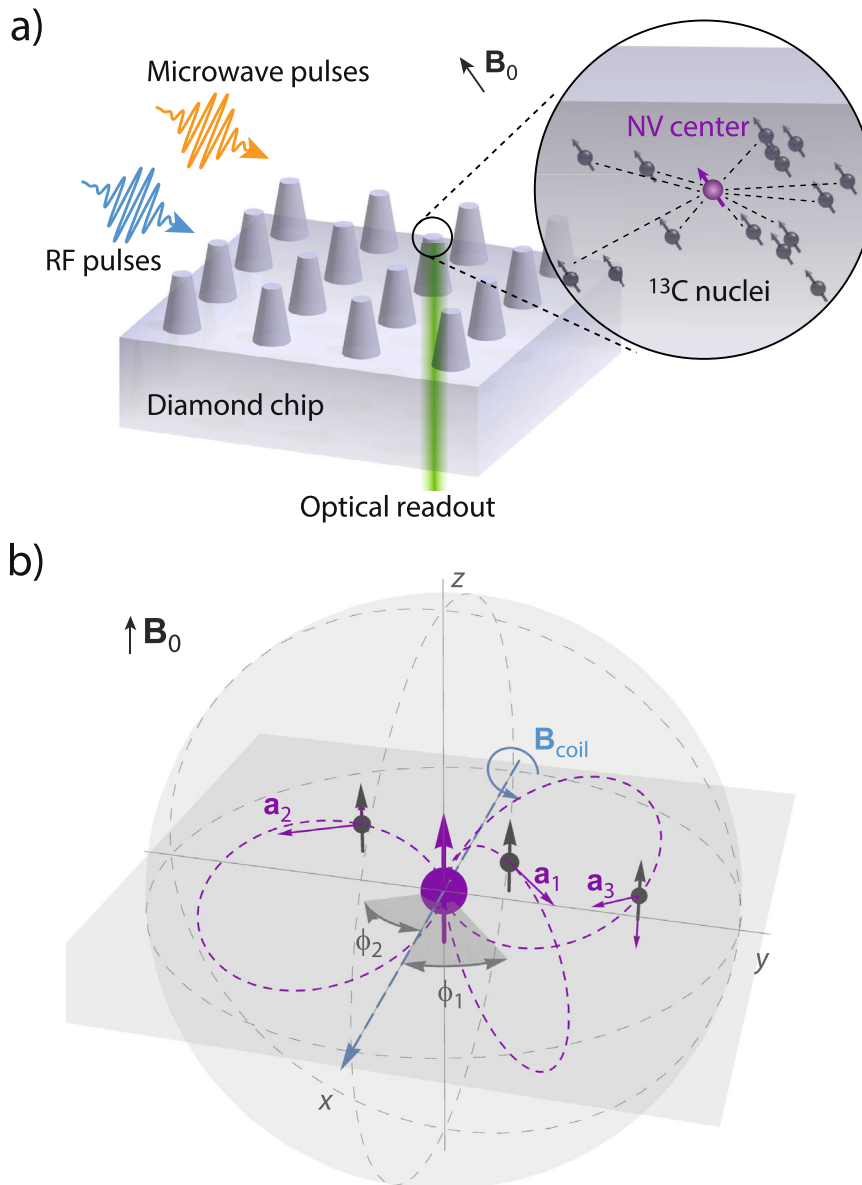 a)
Microwave pulses
B₀
NV center
RF pulses
¹³C nuclei
Diamond chip
Optical readout
b)
z
B₀
B_coil
a₂
a₁
a₃
ϕ₂
ϕ₁
y
x